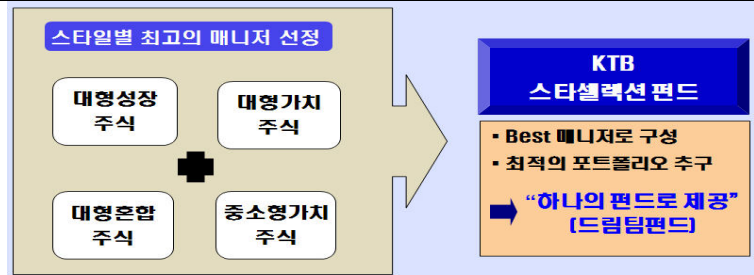 스타일별 최고의 매니저 선정
대형성장
주식
대형가치
주식
대형혼합
주식
중소형가치
주식
KTB
스타셀렉션 펀드
▪ Best 매니저로 구성
▪ 최적의 포트폴리오 추구
“하나의 펀드로 제공”
(드림팀펀드)